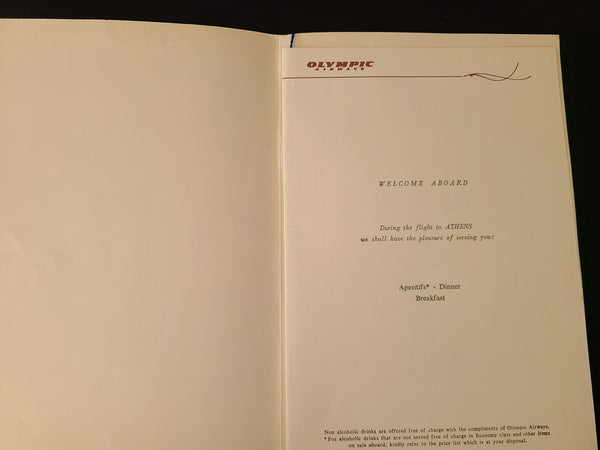 OLYMPIC
AIRWAYS
WELCOME ABOARD
During the flight to ATHENS
we shall have the pleasure of serving you:
Aperitifs* - Dinner
Breakfast
Non alcoholic drinks are offered free of charge with the compliments of Olympic Airways.
* For alcoholic drinks that are not served free of charge in Economy class and other items
on sale aboard, kindly refer to the price list which is at your disposal.